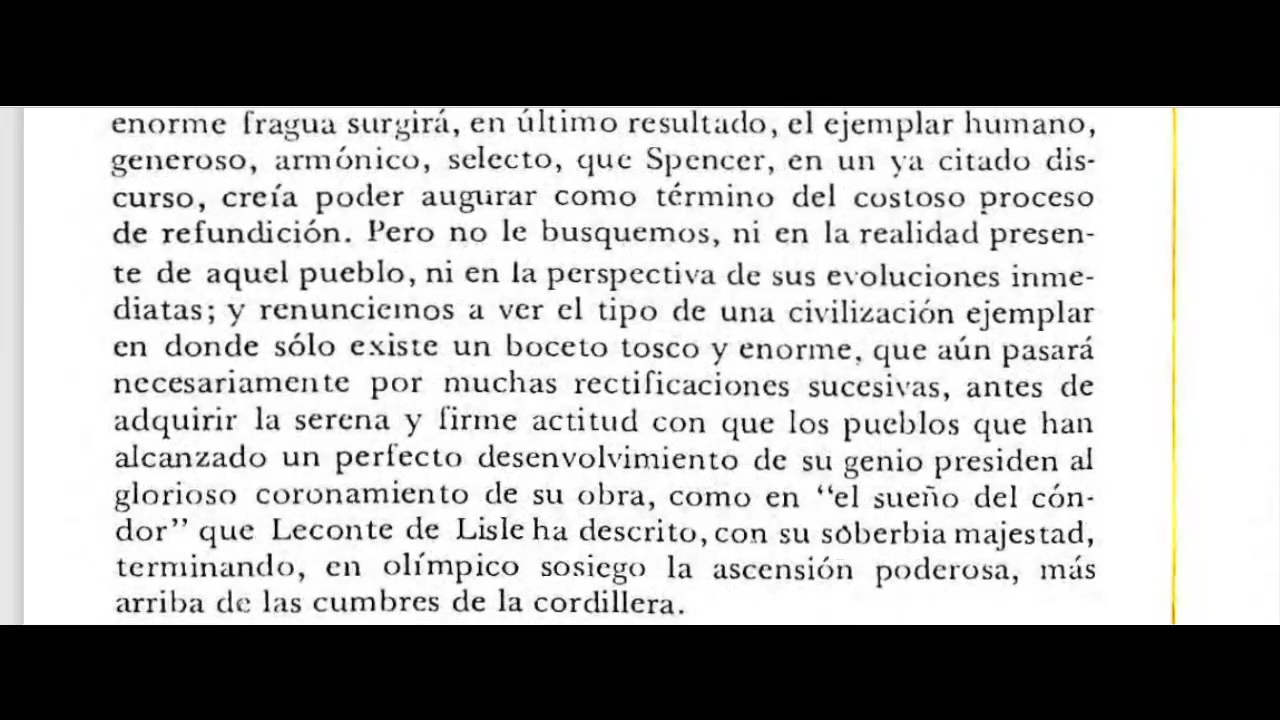 enorme fragua surgirá, en último resultado, el ejemplar humano,
generoso, armónico, selecto, que Spencer, en un ya citado dis-
curso, creía poder augurar como término del costoso proceso
de refundición. Pero no le busquemos, ni en la realidad presen-
te de aquel pueblo, ni en la perspectiva de sus evoluciones inme-
diatas; y renunciemos a ver el tipo de una civilización ejemplar
en donde sólo existe un boceto tosco y enorme, que aún pasará
necesariamente por muchas rectificaciones sucesivas, antes de
adquirir la serena y firme actitud con que los pueblos que han
alcanzado un perfecto desenvolvimiento de su genio presiden al
glorioso coronamiento de su obra, como en “el sueño del cón-
dor” que Leconte de Lisle ha descrito, con su soberbia majestad,
terminando, en olímpico sosiego la ascensión poderosa, más
arriba de las cumbres de la cordillera.